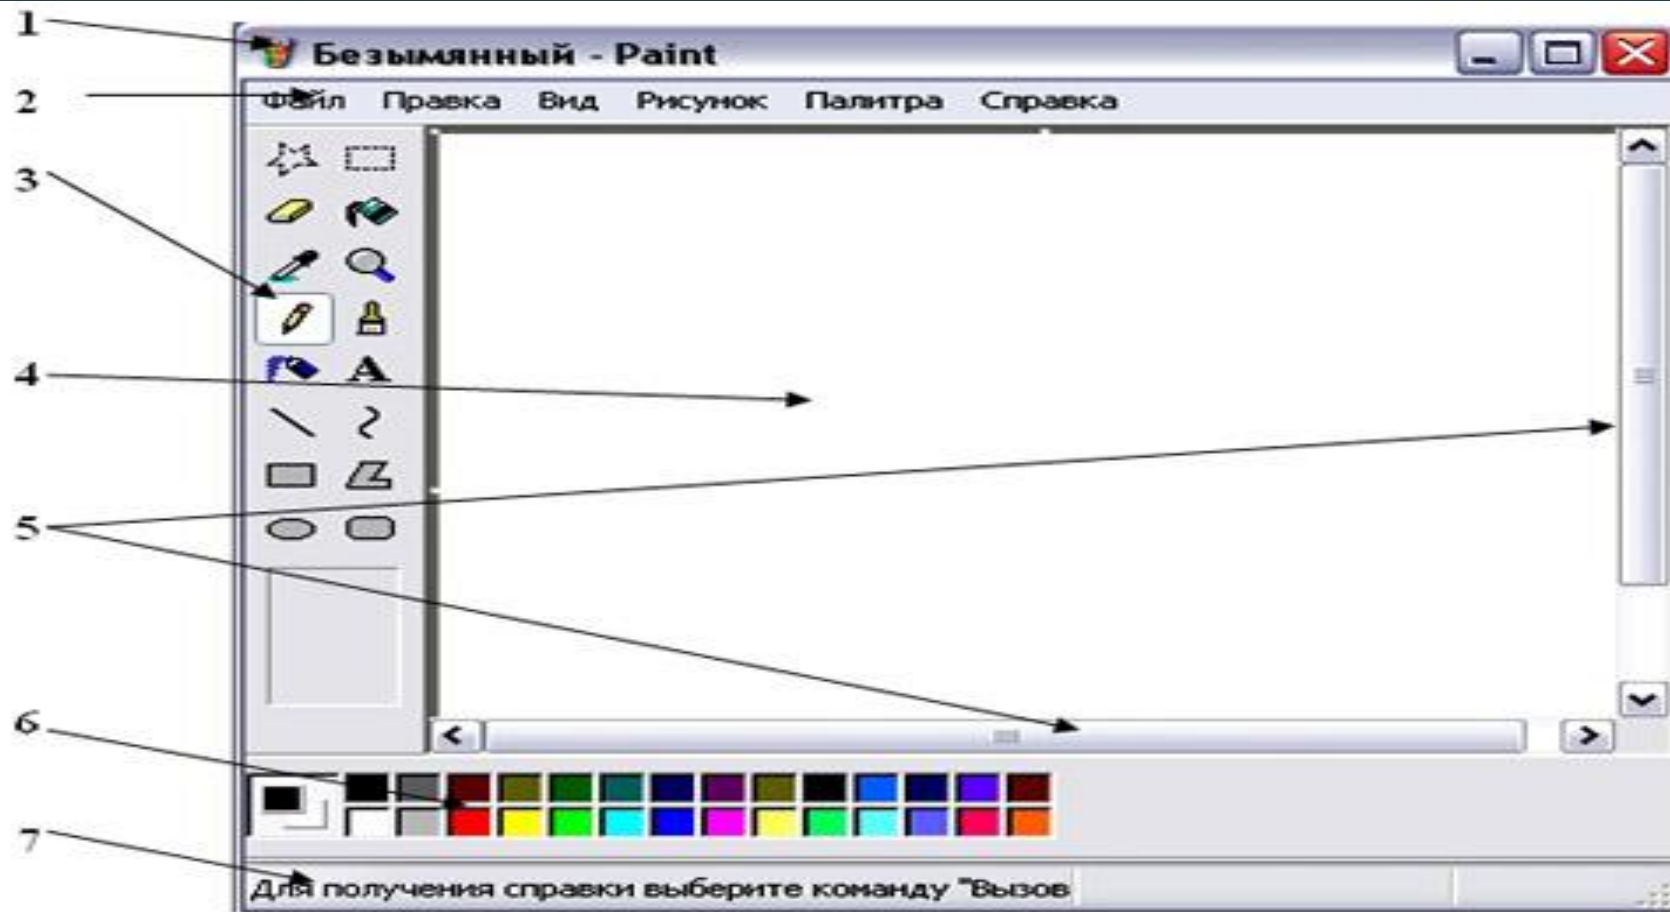 1
Безымянный - Paint
2
Файл Правка Вид Рисунок Палитра Справка
3
A
4
5
6
7
Для получения справки выберите команду "Вызов